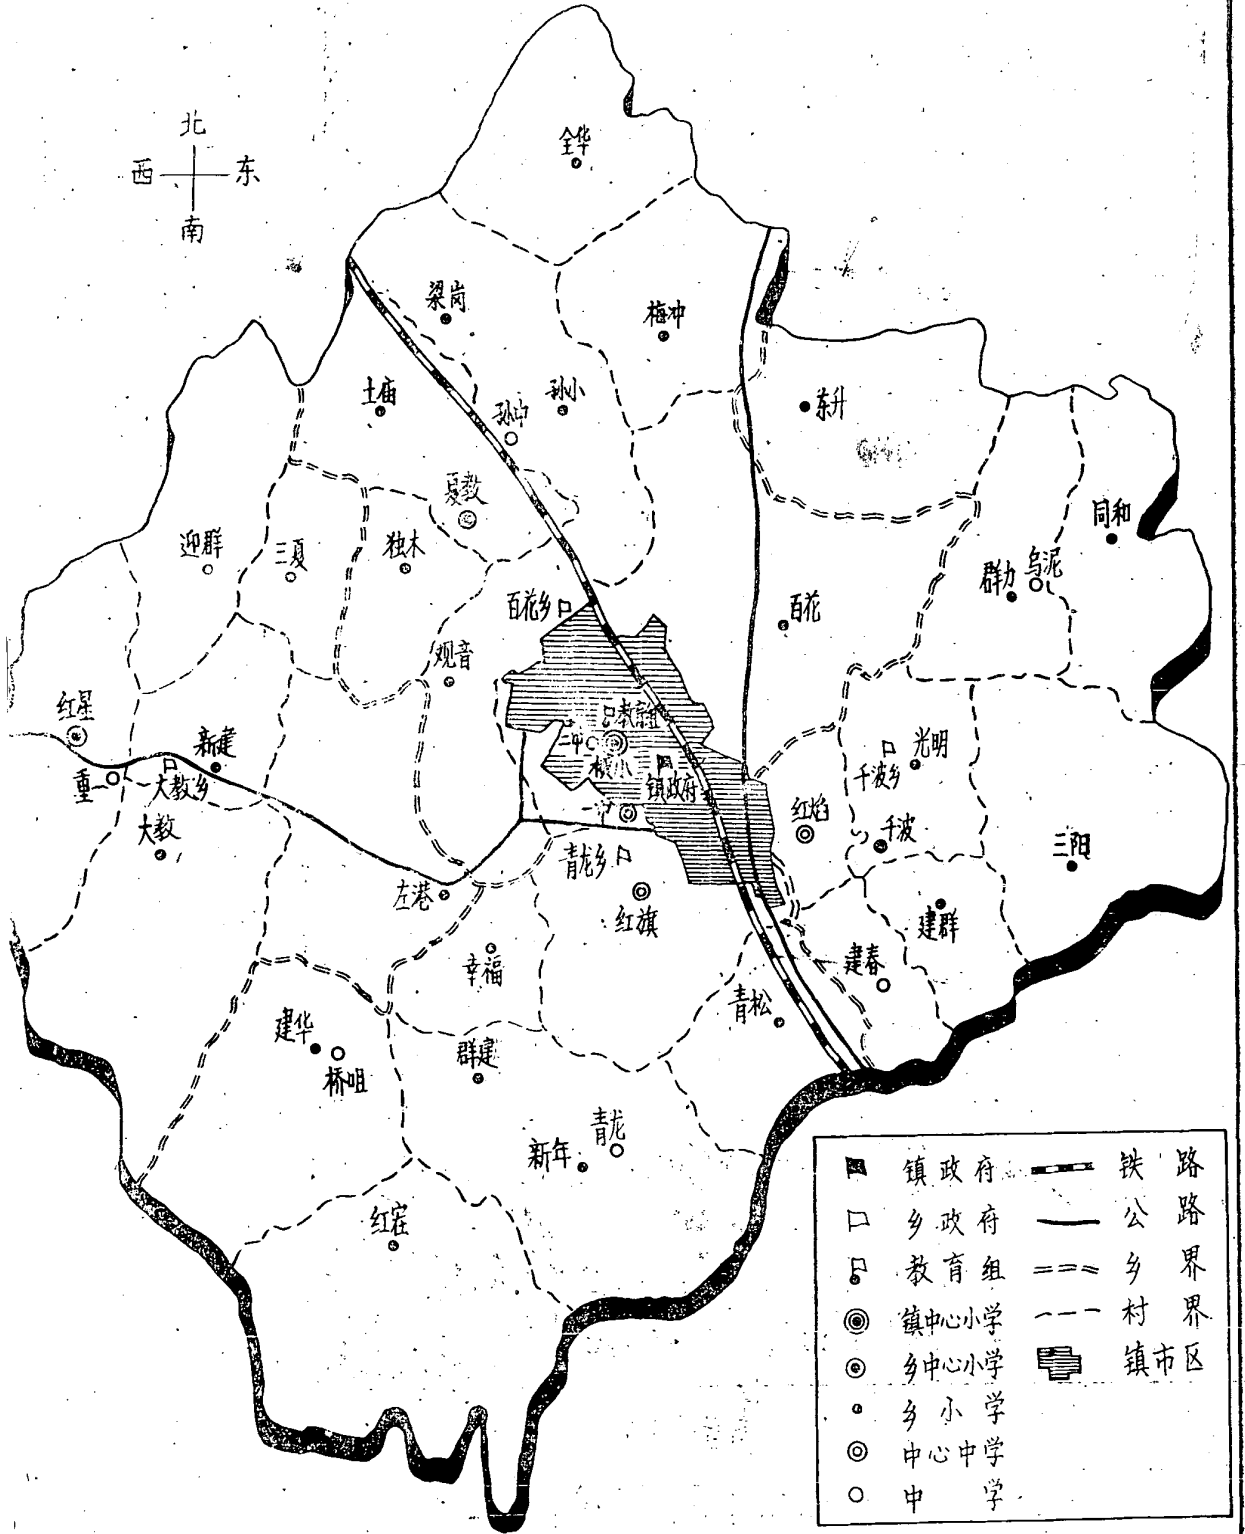 北
西 东
南
全华
梁岗
梅冲
土庙
孙小
孙中
东升
夏教
同和
迎群
三夏
独木
群力
乌泥
百花乡
百花
观音
红星
教育组
新建
二中
光明
千波乡
重一
大教乡
镇政府
红焰
大教
一中
千波
青龙乡
三阳
左港
红旗
建群
幸福
建春
青松
建华
桥咀
群建
青龙
新年
镇政府 铁路
乡政府 公路
教育组 乡界
镇中心小学 村界
乡中心小学 镇市区
乡小学
中心中学
中学